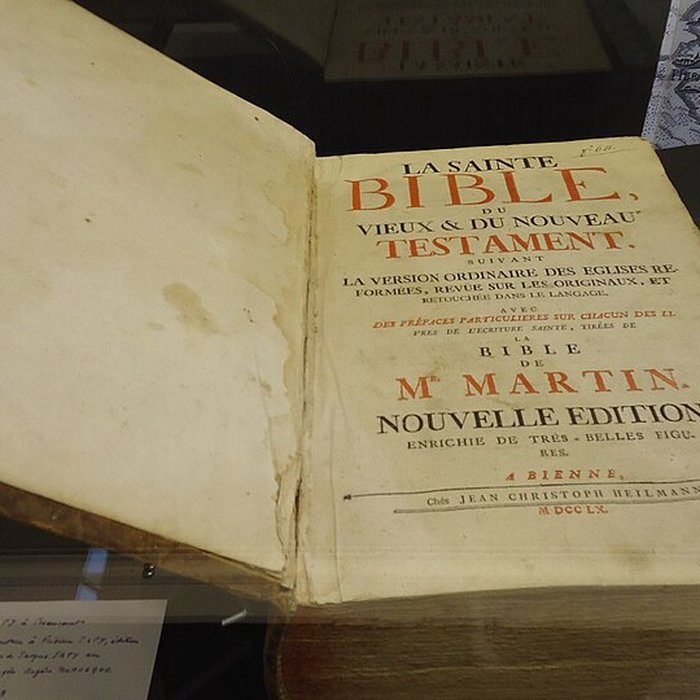 LA SAINTE
BIBLE,
DU
VIEUX & DU NOUVEAU
TESTAMENT,
SUIVANT
LA VERSION ORDINAIRE DES EGLISES RE-
FORMÉES, REVUE SUR LES ORIGINAUX, ET
RETOUCHÉE DANS LE LANGAGE,
AVEC
DES PRÉFACES PARTICULIERES SUR CHACUN DES LI-
VRES DE L'ECRITURE SAINTE, TIRÉES DE
LA
BIBLE
DE
MR. MARTIN.
NOUVELLE EDITION
ENRICHIE DE TRÈS-BELLES FIGU-
RES.
A BIENNE,
Chés JEAN CHRISTOPH HEILMANN
MDCCLX.